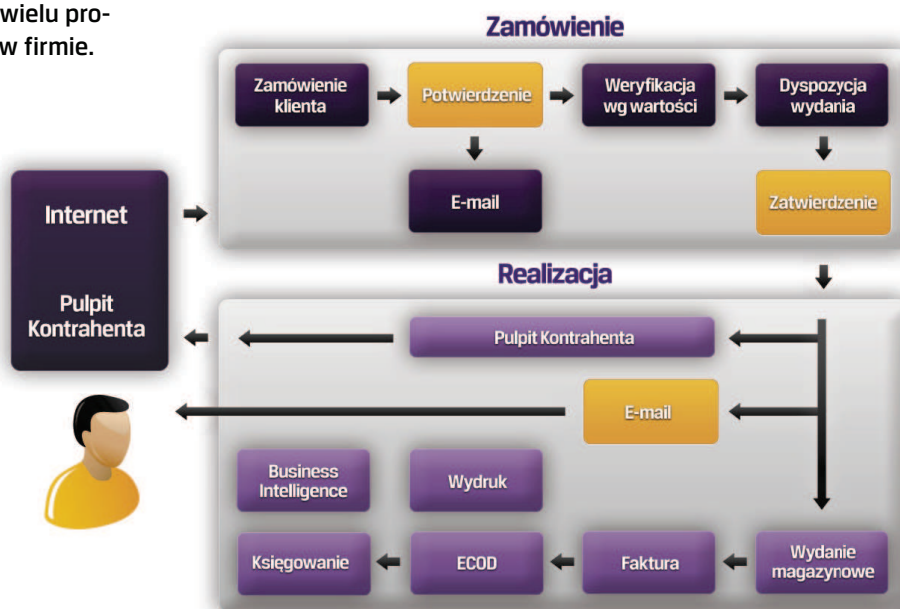 wielu pro-
w firmie.
Zamówienie
Zamówienie
klienta
Potwierdzenie
Weryfikacja
wg wartości
Dyspozycja
wydania
E-mail
Zatwierdzenie
Internet
Pulpit
Kontrahenta
Realizacja
Pulpit Kontrahenta
E-mail
Business
Intelligence
Wydruk
Księgowanie
ECOD
Faktura
Wydanie
magazynowe